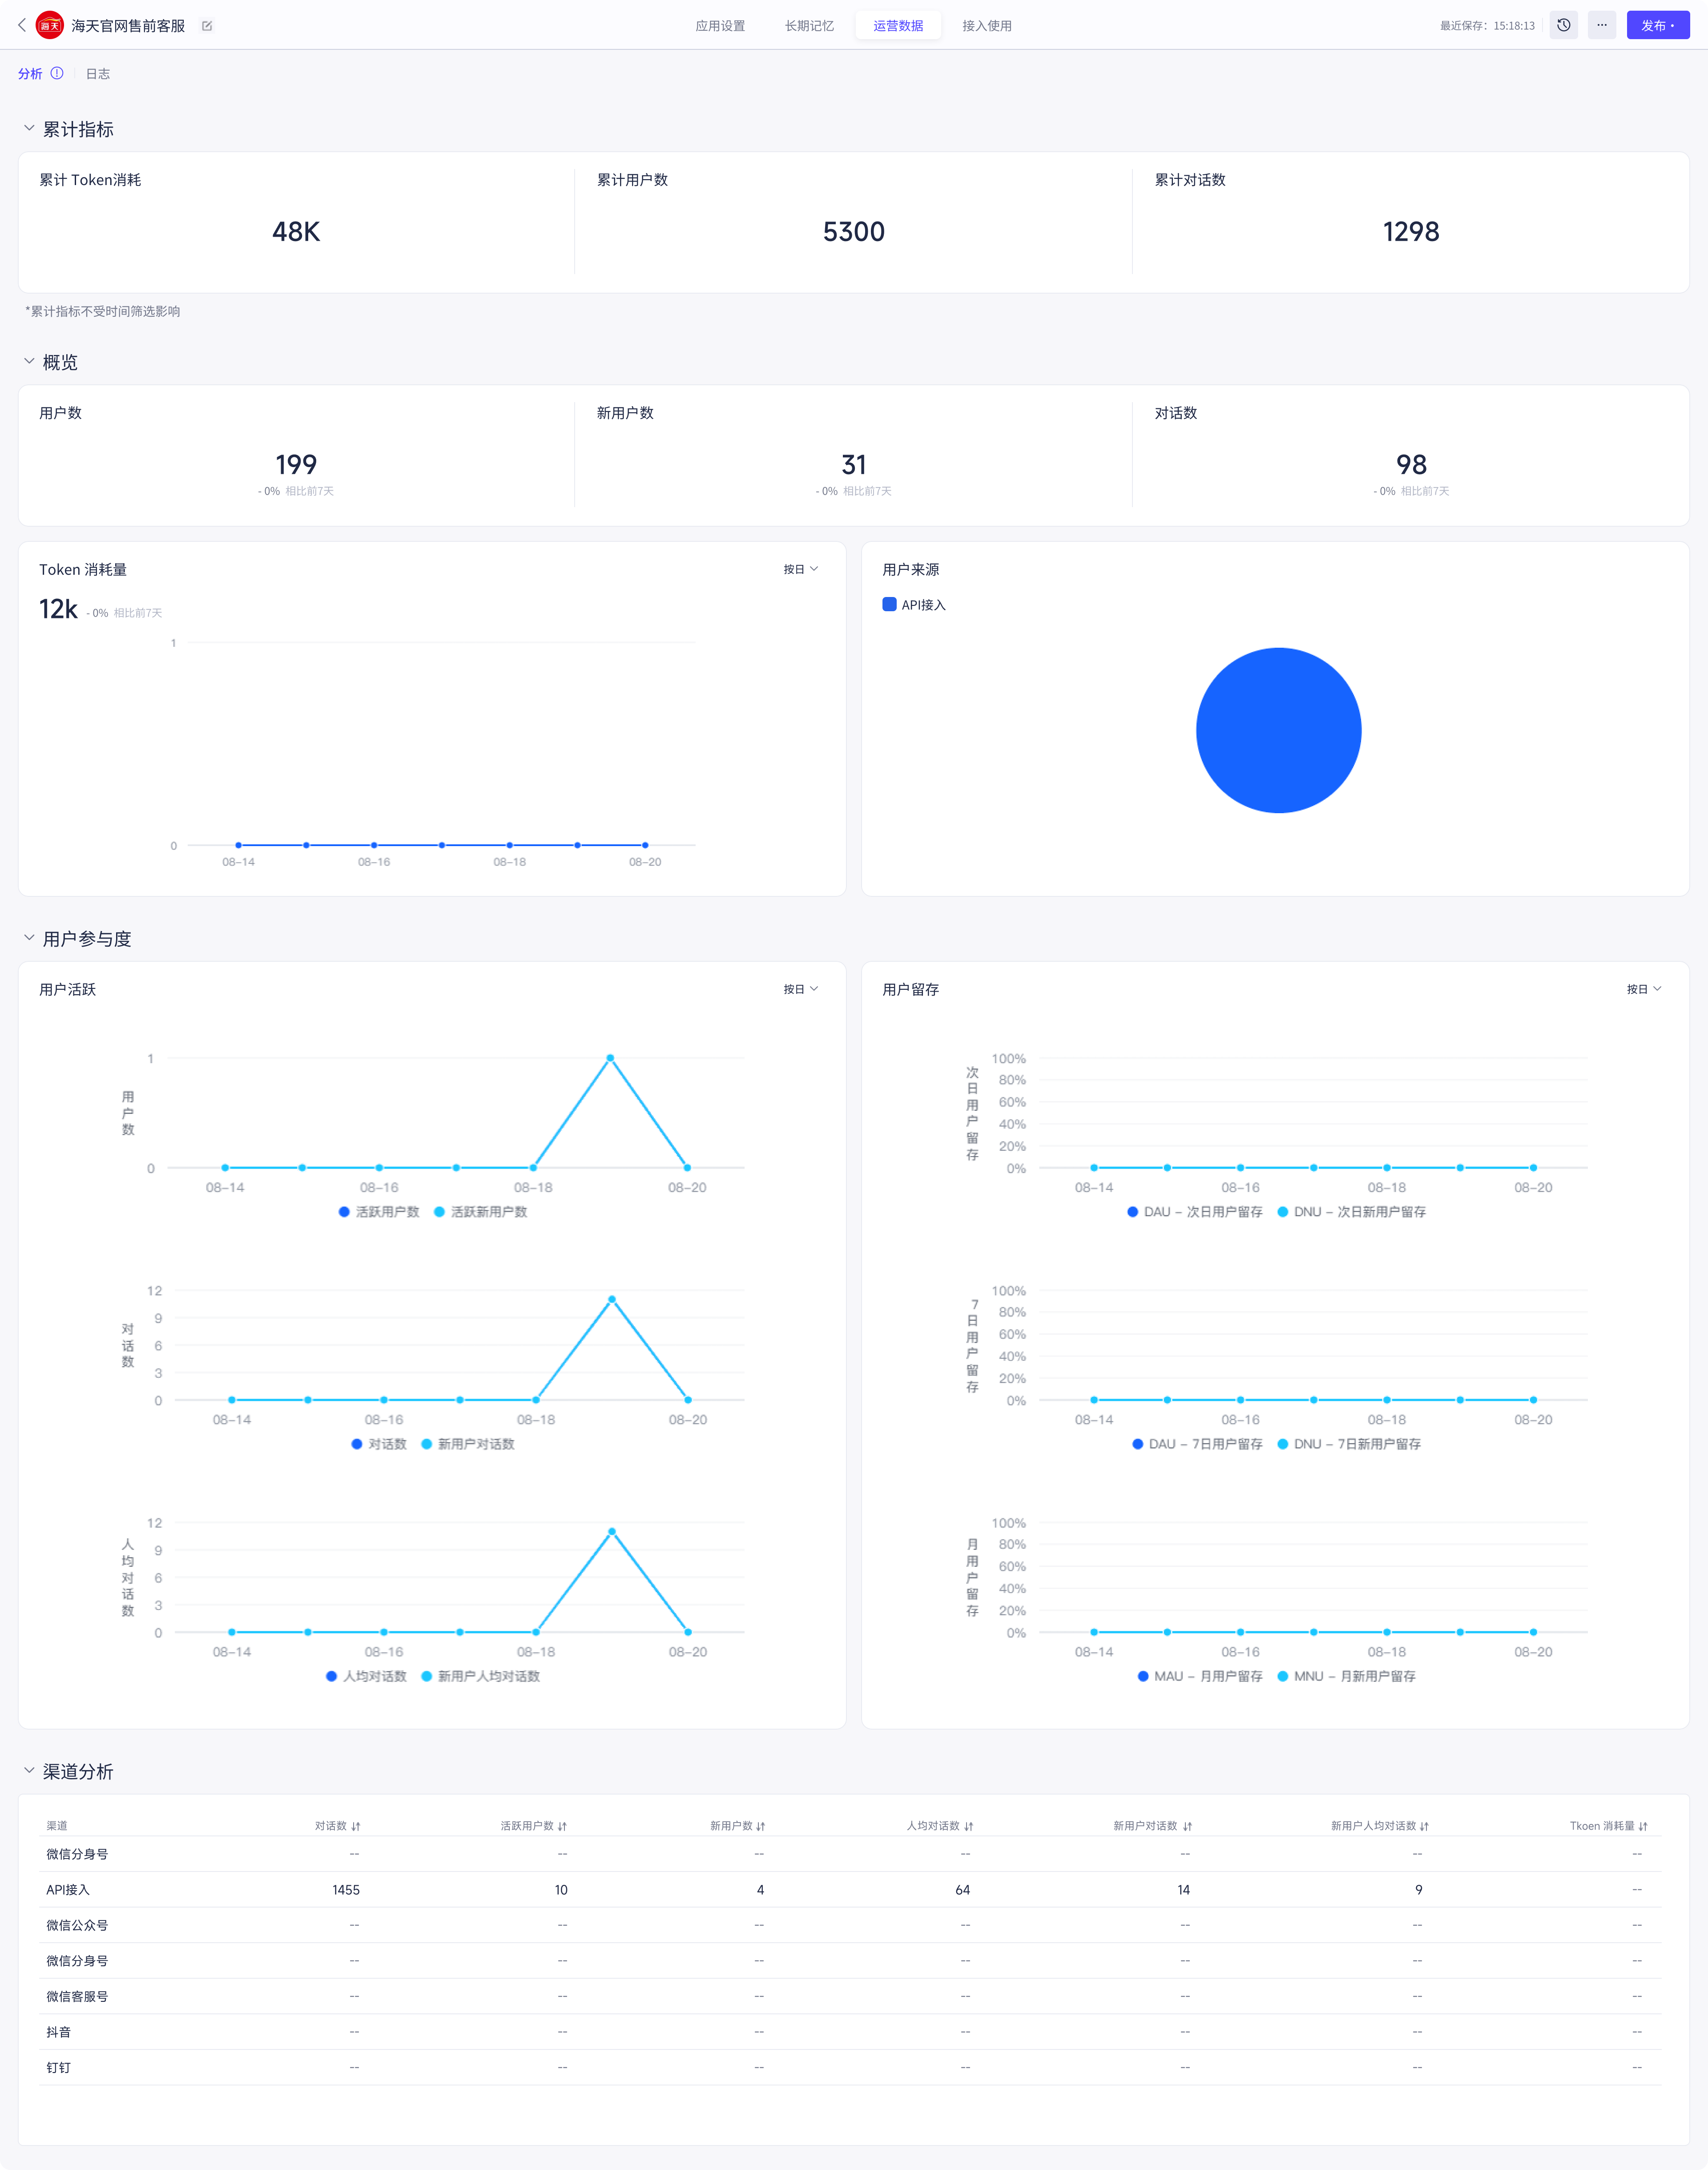 海天 海天官网售前客服 应用设置 长期记忆 运营数据 接入使用 最近保存：15:18:13 ··· 发布 •
分析 日志
累计指标
累计 Token消耗 累计用户数 累计对话数
48K 5300 1298
*累计指标不受时间筛选影响
概览
用户数 新用户数 对话数
199 31 98
- 0% 相比前7天 - 0% 相比前7天 - 0% 相比前7天
Token 消耗量 按日
12k - 0% 相比前7天
1
0
08-14 08-16 08-18 08-20
用户来源
API接入
用户参与度
用户活跃 按日
用户数
1
0
08-14 08-16 08-18 08-20
活跃用户数 活跃新用户数
对话数
12
9
6
3
0
08-14 08-16 08-18 08-20
对话数 新用户对话数
人均对话数
12
9
6
3
0
08-14 08-16 08-18 08-20
人均对话数 新用户人均对话数
用户留存 按日
次日用户留存
100%
80%
60%
40%
20%
0%
08-14 08-16 08-18 08-20
DAU - 次日用户留存 DNU - 次日新用户留存
7日用户留存
100%
80%
60%
40%
20%
0%
08-14 08-16 08-18 08-20
DAU - 7日用户留存 DNU - 7日新用户留存
月用户留存
100%
80%
60%
40%
20%
0%
08-14 08-16 08-18 08-20
MAU - 月用户留存 MNU - 月新用户留存
渠道分析
渠道 对话数 活跃用户数 新用户数 人均对话数 新用户对话数 新用户人均对话数 Tkoen 消耗量
微信分身号 -- -- -- -- -- -- --
API接入 1455 10 4 64 14 9 --
微信公众号 -- -- -- -- -- -- --
微信分身号 -- -- -- -- -- -- --
微信客服号 -- -- -- -- -- -- --
抖音 -- -- -- -- -- -- --
钉钉 -- -- -- -- -- -- --